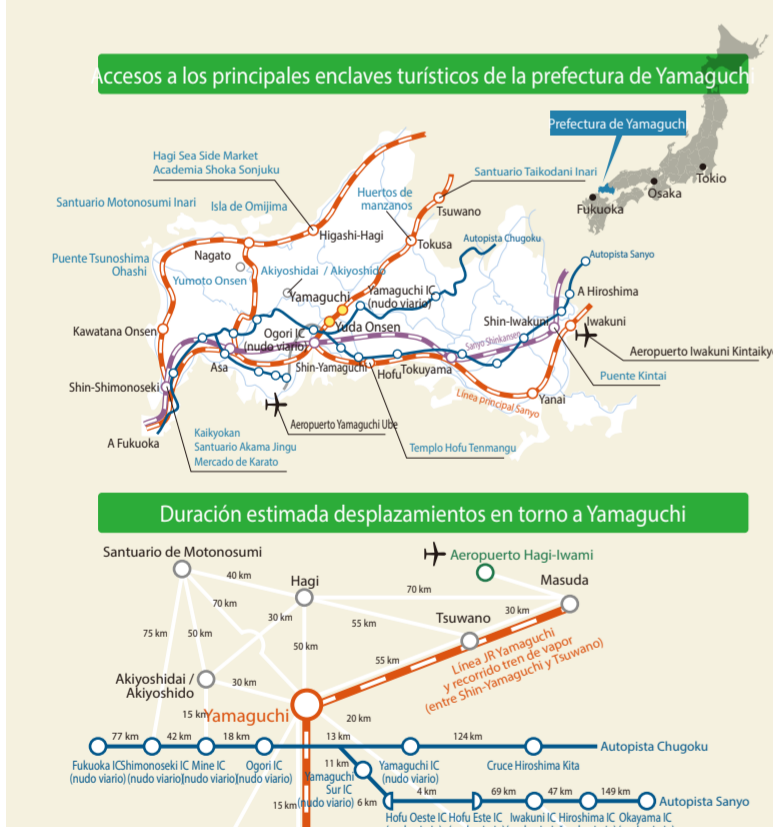 Accesos a los principales enclaves turísticos de la prefectura de Yamaguchi
Prefectura de Yamaguch
Tokio
Osaka
Fukuoka
Hagi Sea Side Market
Academia Shoka Sonjuku
Santuario Taikodani Inari
Huertos de
manzanos
Santuario Motonosumi Inari
Isla de Omijima
Tsuwano
Higashi-Hagi
Tokusa
Autopista Chugoku
Autopista Sanyo
Nagato
Puente Tsunoshima
Ohashi
Yumoto Onsen
Akiyoshidai / Akiyoshido
Yamaguchi
Yamaguchi IC
(nudo viario)
A Hiroshima
Kawatana Onsen
Ogori IC
(nudo viario)
Yuda Onsen
Shin-Iwakuni
Iwakuni
Sanyo Shinkansen
Aeropuerto Iwakuni Kintaikyo
Asa
Shin-Yamaguchi
Hofu
Tokuyama
Puente Kintai
Shin-Shimonoseki
Línea principal Sanyo
Yanai
A Fukuoka
Aeropuerto Yamaguchi Ube
Kaikyokan
Santuario Akama Jingu
Mercado de Karato
Templo Hofu Tenmangu
Duración estimada desplazamientos en torno a Yamaguchi
Santuario de Motonosumi
Aeropuerto Hagi-Iwami
40 km
Hagi
70 km
Masuda
70 km
30 km
55 km
Tsuwano
30 km
75 km
50 km
50 km
55 km
Línea JR Yamaguchi
y recorrido tren de vapor
(entre Shin-Yamaguchi y Tsuwano)
Akiyoshidai /
Akiyoshido
30 km
15 km
Yamaguchi
20 km
77 km
42 km
18 km
13 km
124 km
Autopista Chugoku
Fukuoka IC
(nudo viario)
Shimonoseki IC
(nudo viario)
Mine IC
(nudo viario)
Ogori IC
(nudo viario)
11 km
Yamaguchi IC
(nudo viario)
Cruce Hiroshima Kita
Yamaguchi
Sur IC
(nudo viario)
15 km
6 km
4 km
69 km
47 km
149 km
Autopista Sanyo
Hofu Oeste IC
Hofu Este IC
Iwakuni IC
Hiroshima IC
Okayama IC